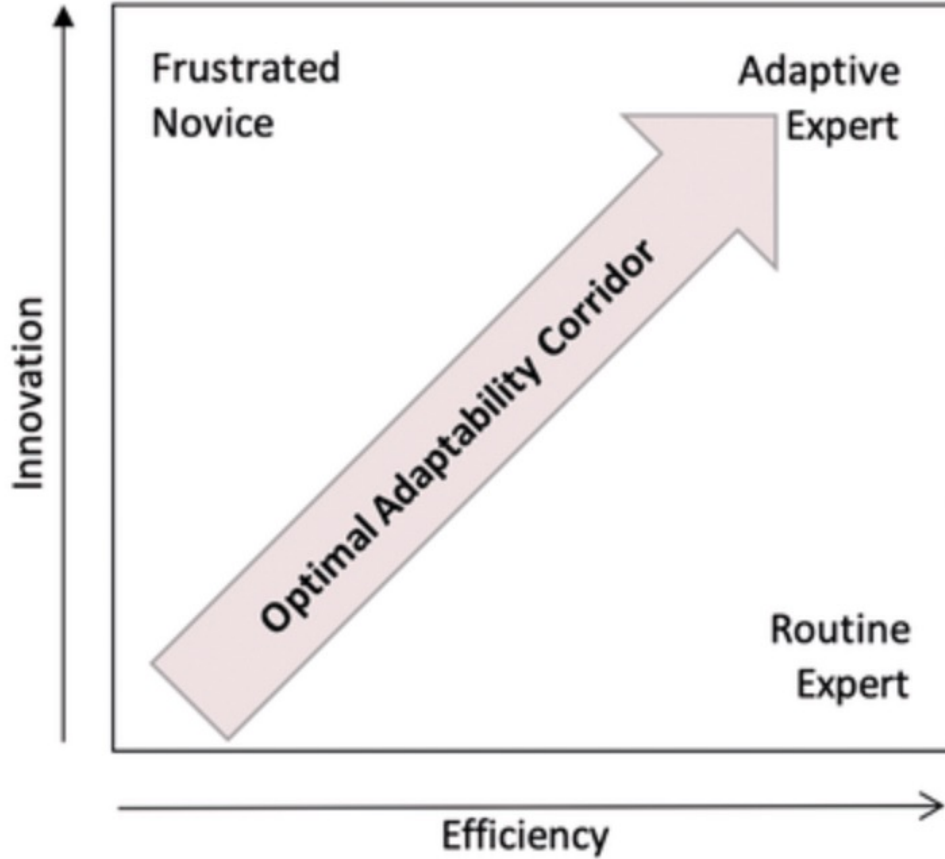 Frustrated
Novice
Adaptive
Expert
Optimal Adaptability Corridor
Innovation
Routine
Expert
Efficiency